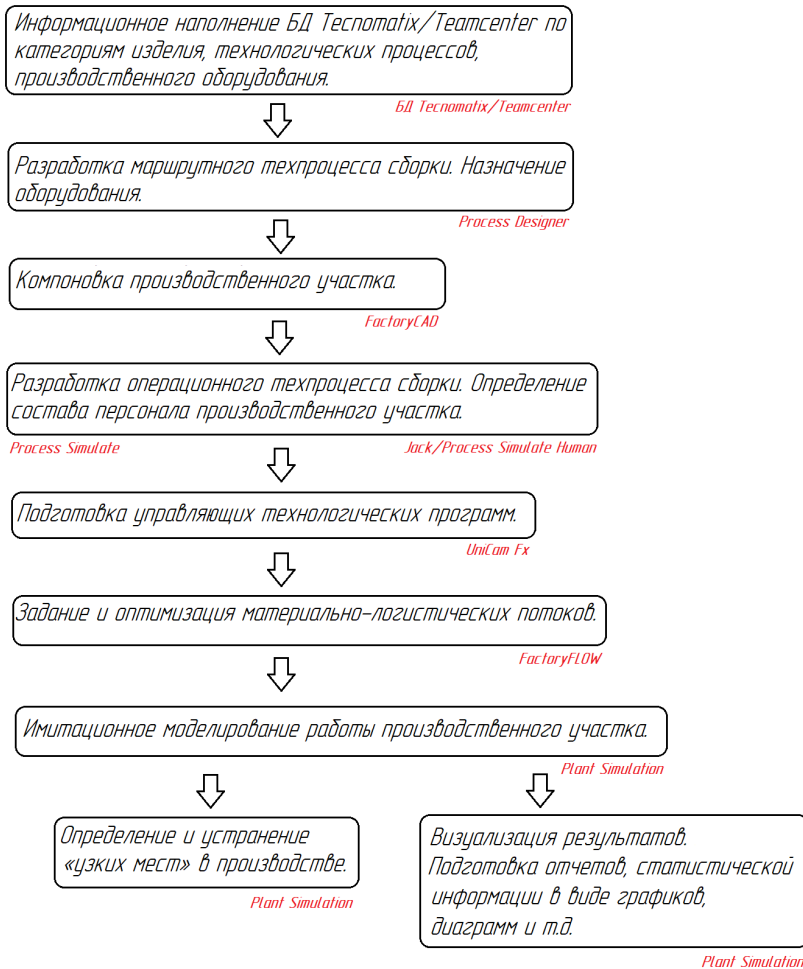 Информационное наполнение БД Tecnomatix/Teamcenter по
категориям изделия, технологических процессов,
производственного оборудования.
БД Tecnomatix/Teamcenter
Разработка маршрутного техпроцесса сборки. Назначение
оборудования.
Process Designer
Компоновка производственного участка.
FactoryCAD
Разработка операционного техпроцесса сборки. Определение
состава персонала производственного участка.
Process Simulate
Jack/Process Simulate Human
Подготовка управляющих технологических программ.
UniCam Fx
Задание и оптимизация материально-логистических потоков.
FactoryFLOW
Имитационное моделирование работы производственного участка.
Plant Simulation
Определение и устранение
«узких мест» в производстве.
Plant Simulation
Визуализация результатов.
Подготовка отчетов, статистической
информации в виде графиков,
диаграмм и т.д.
Plant Simulation